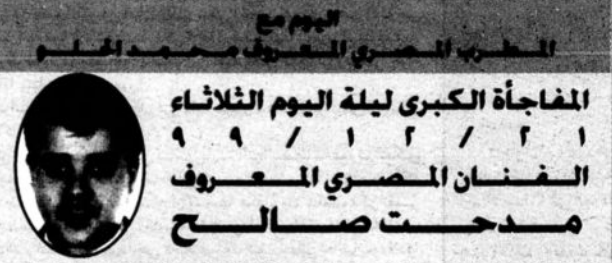 اليوم مع
المطرب المصري المعروف محمد الحلو
المفاجأة الكبرى ليلة اليوم الثلاثاء
٢١ / ١٢ / ٩٩
الفنان المصري المعروف
مدحت صالح